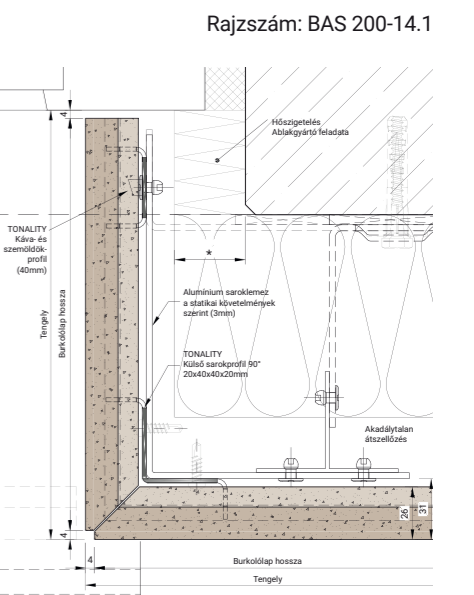 Rajzszám: BAS 200-14.1
4
Hőszigetelés
Ablakgyártó feladata
TONALITY
Káva- és
szemöldök-
profil
(40mm)
*
Tengely
Burkolólap hossza
Alumínium saroklemez
a statikai követelmények
szerint (3mm)
TONALITY
Külső sarokprofil 90°
20x40x40x20mm
Akadálytalan
átszellőzés
26
31
4
4
Burkolólap hossza
Tengely